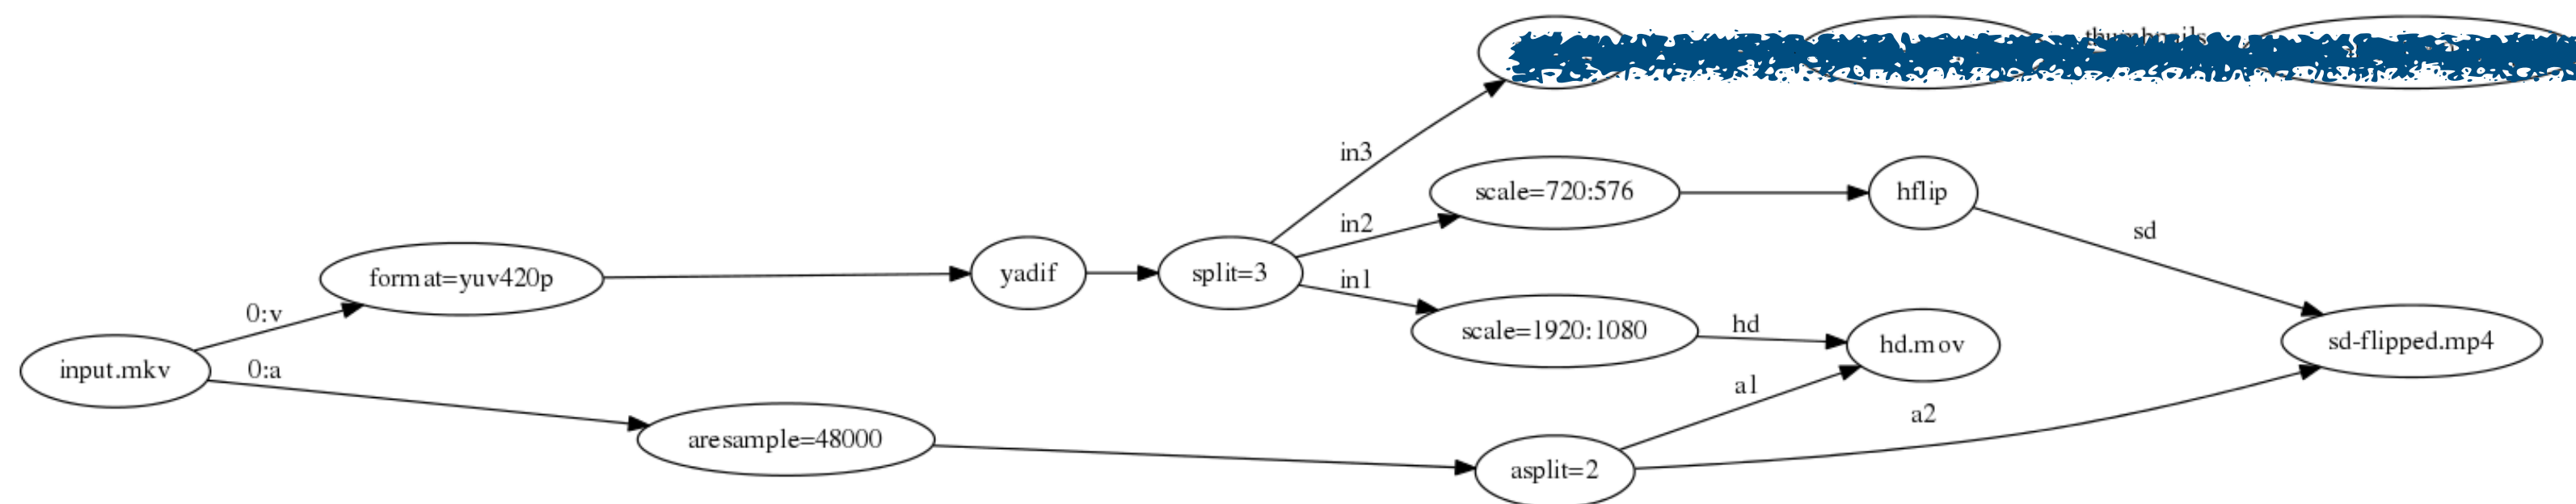 thumbnails
in3
scale=720:576
hflip
in2
sd
format=yuv420p
yadif
split=3
in1
0:v
scale=1920:1080
hd
hd.mov
sd-flipped.mp4
input.mkv
0:a
a1
a2
aresample=48000
asplit=2